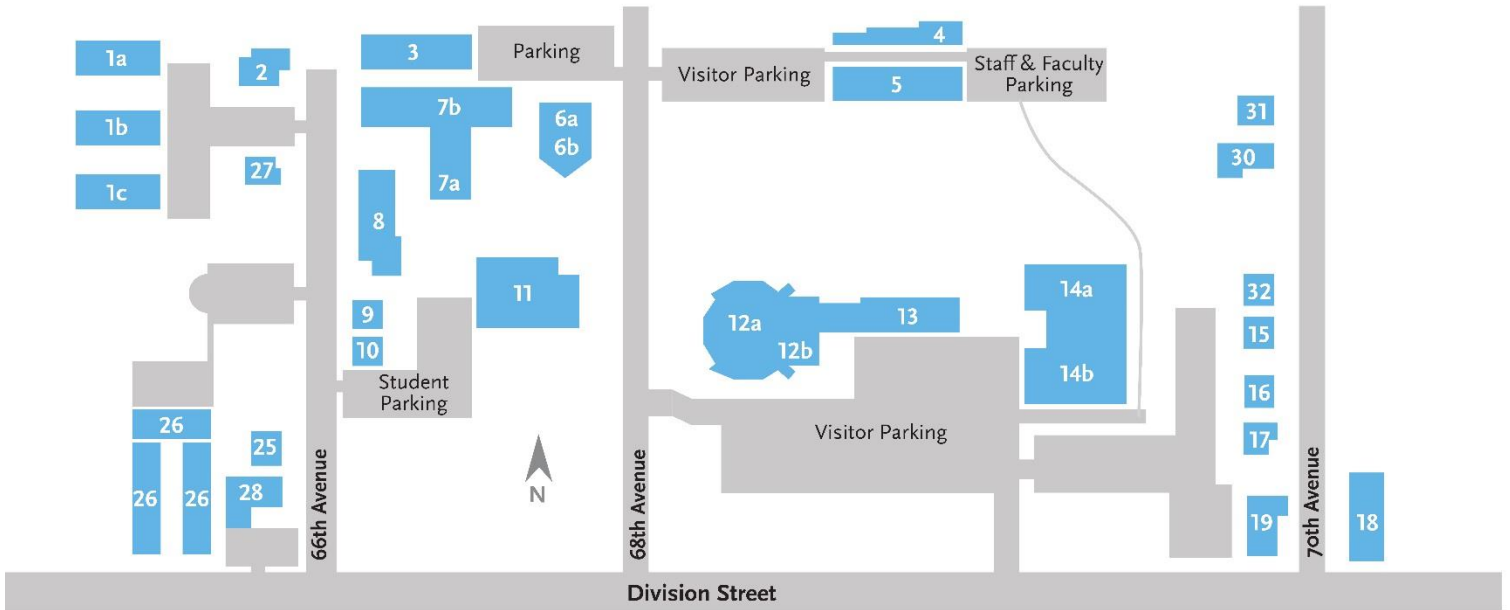 1a
2
3
Parking
4
Visitor Parking
5
Staff & Faculty
Parking
1b
7b
6a
6b
31
30
27
1c
7a
8
11
9
10
12a
12b
13
14a
14b
32
15
16
17
Student
Parking
Visitor Parking
26
25
26
26
28
N
19
18
66th Avenue
68th Avenue
70th Avenue
Division Street